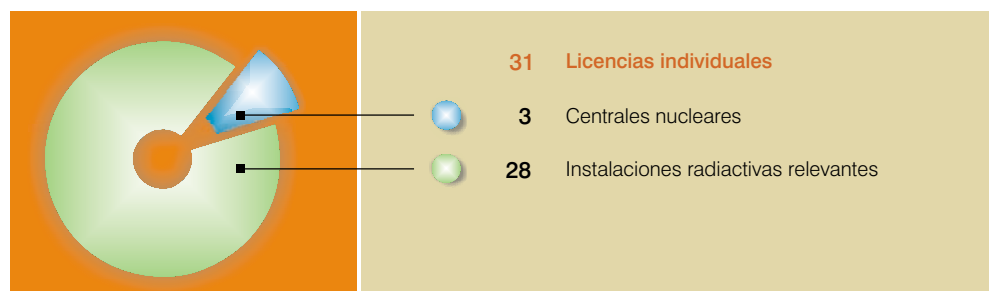 31 Licencias individuales
3 Centrales nucleares
28 Instalaciones radiactivas relevantes